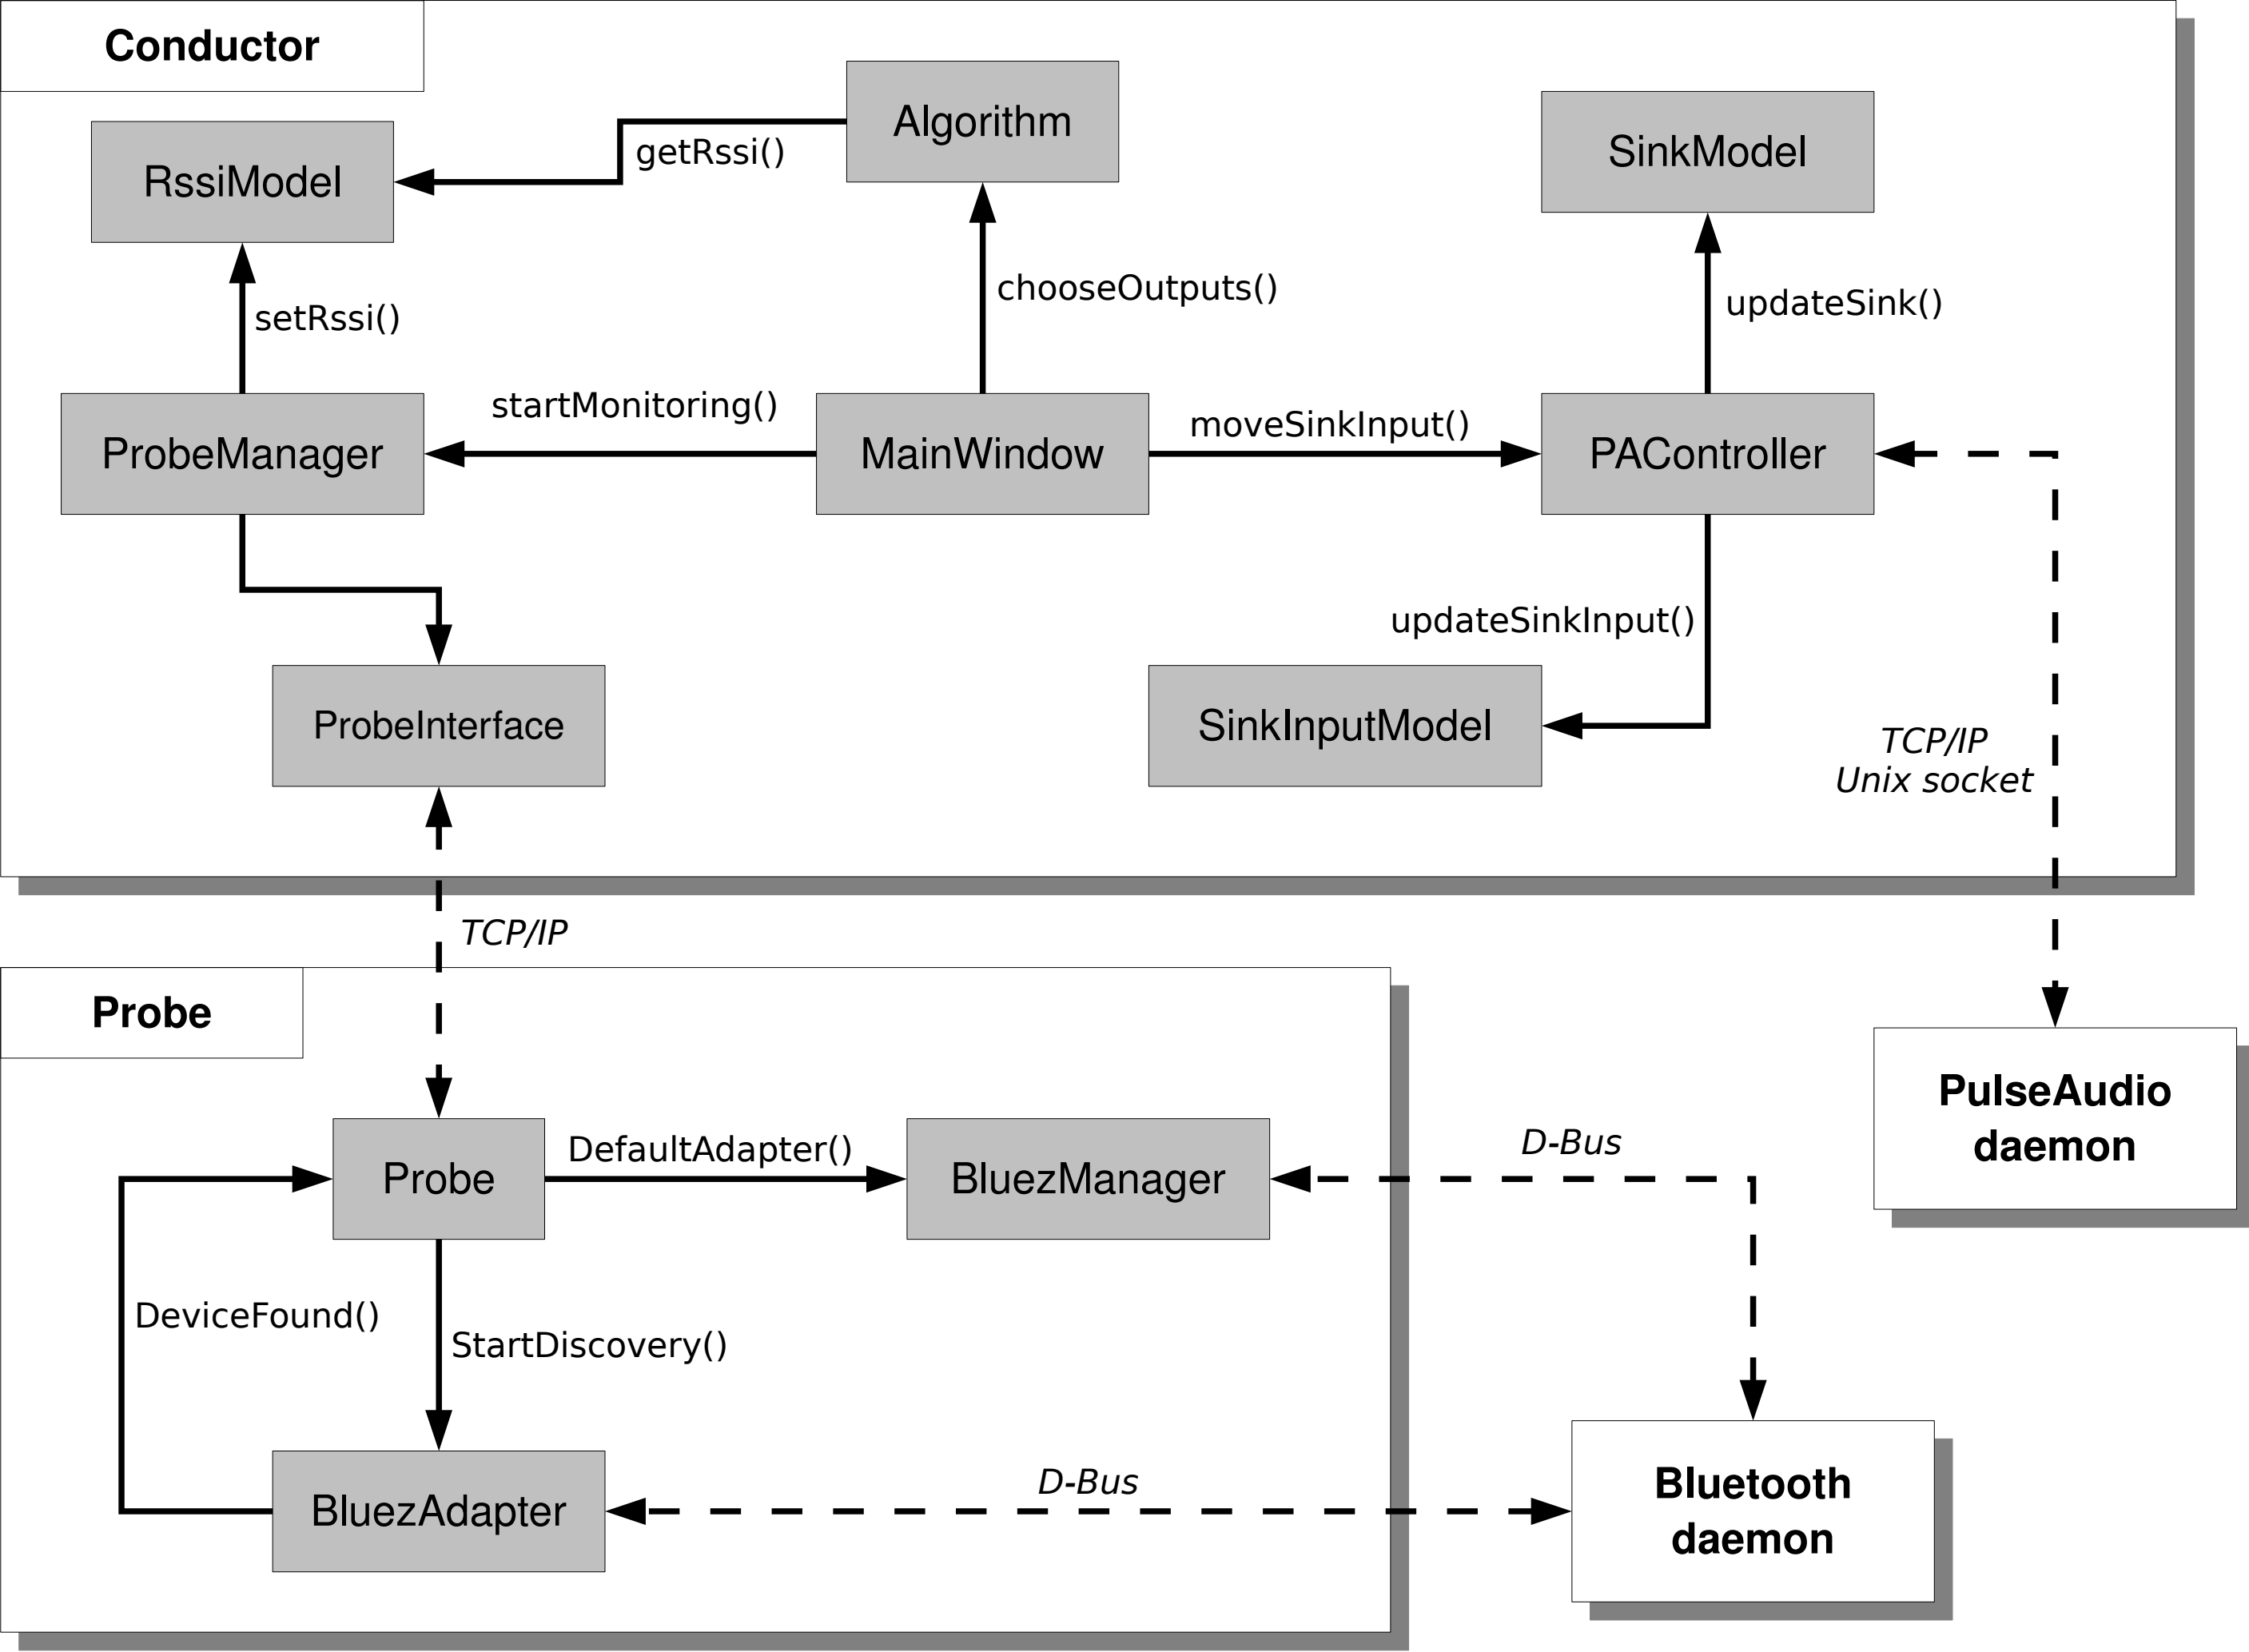 Conductor
Algorithm
SinkModel
RssiModel
getRssi()
chooseOutputs()
updateSink()
setRssi()
startMonitoring()
moveSinkInput()
ProbeManager
MainWindow
PAController
updateSinkInput()
ProbeInterface
SinkInputModel
TCP/IP
Unix socket
TCP/IP
Probe
PulseAudio
daemon
DefaultAdapter()
D-Bus
Probe
BluezManager
DeviceFound()
StartDiscovery()
D-Bus
BluezAdapter
Bluetooth
daemon